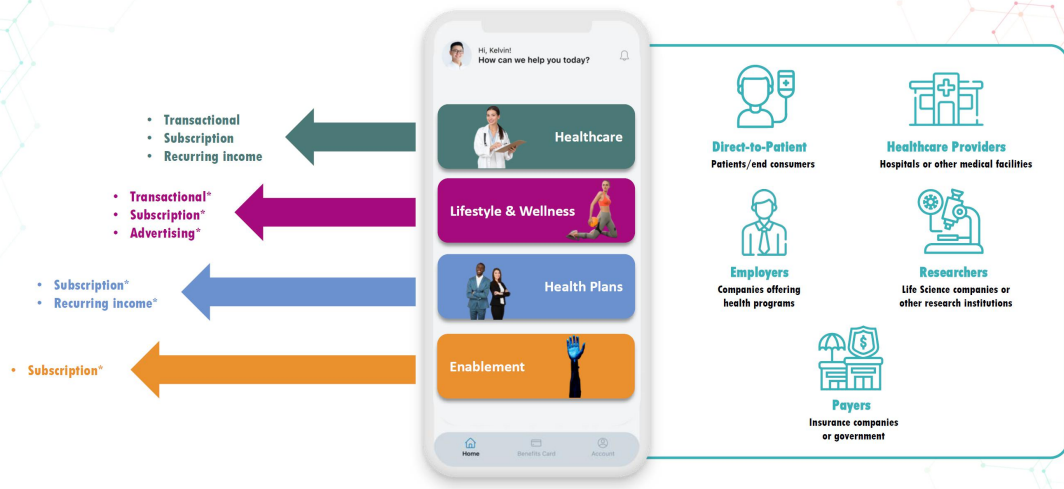 Hi, Kelvin!
How can we help you today?
Healthcare
Lifestyle & Wellness
Health Plans
Enablement
Home
Benefits Card
Account
• Transactional
• Subscription
• Recurring income
• Transactional*
• Subscription*
• Advertising*
• Subscription*
• Recurring income*
• Subscription*
Direct-to-Patient
Patients/end consumers
Healthcare Providers
Hospitals or other medical facilities
Employers
Companies offering
health programs
Researchers
Life Science companies or
other research institutions
$
Payers
Insurance companies
or government